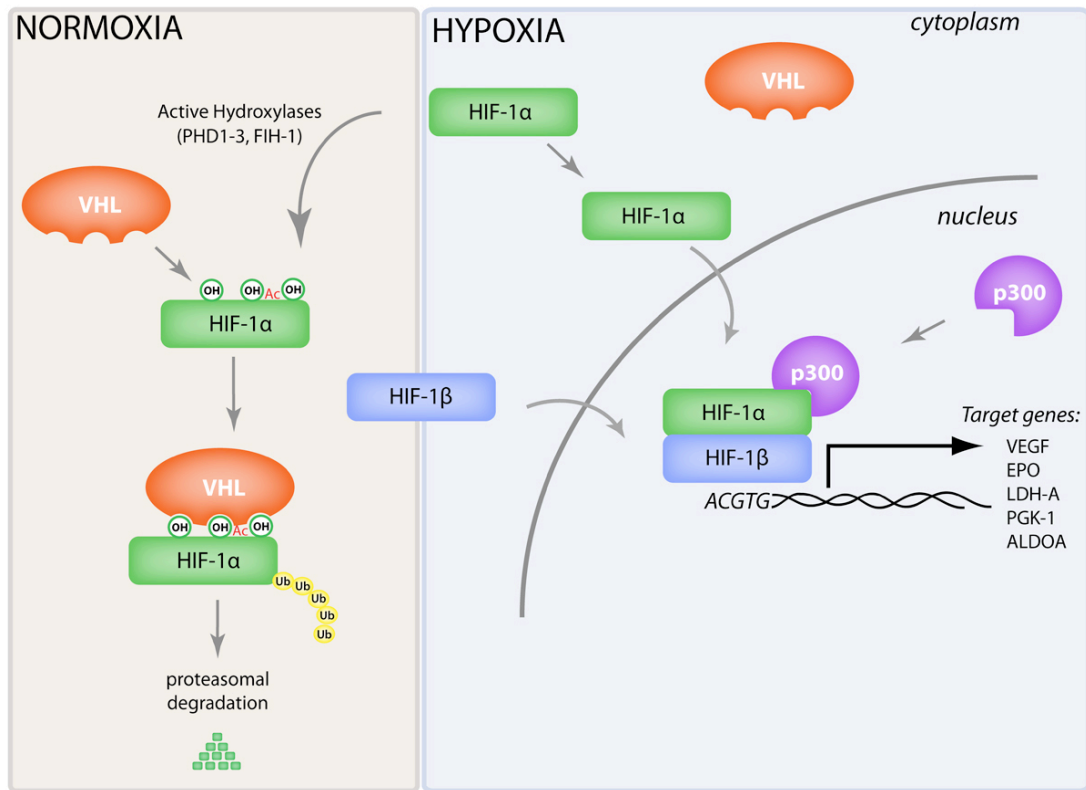 NORMOXIA
Active Hydroxylases
(PHD1-3, FIH-1)
VHL
OH OH Ac OH
HIF-1α
VHL
OH OH Ac OH
HIF-1α
Ub
Ub
Ub
Ub
Ub
proteasomal
degradation
HIF-1β
HYPOXIA
cytoplasm
VHL
HIF-1α
HIF-1α
nucleus
p300
p300
HIF-1α
HIF-1β
ACGTG
Target genes:
VEGF
EPO
LDH-A
PGK-1
ALDOA